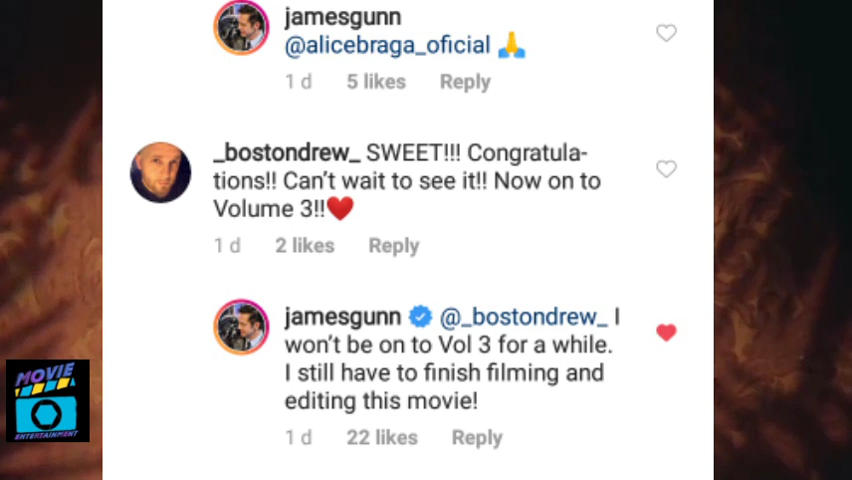 jamesgunn
@alicebraga_oficial 🙏
1 d 5 likes Reply
_bostondrew_ SWEET!!! Congratula-
tions!! Can't wait to see it!! Now on to
Volume 3!!❤️
1 d 2 likes Reply
jamesgunn @_bostondrew_ I
won't be on to Vol 3 for a while.
I still have to finish filming and
editing this movie!
1 d 22 likes Reply
MOVIE
ENTERTAINMENT